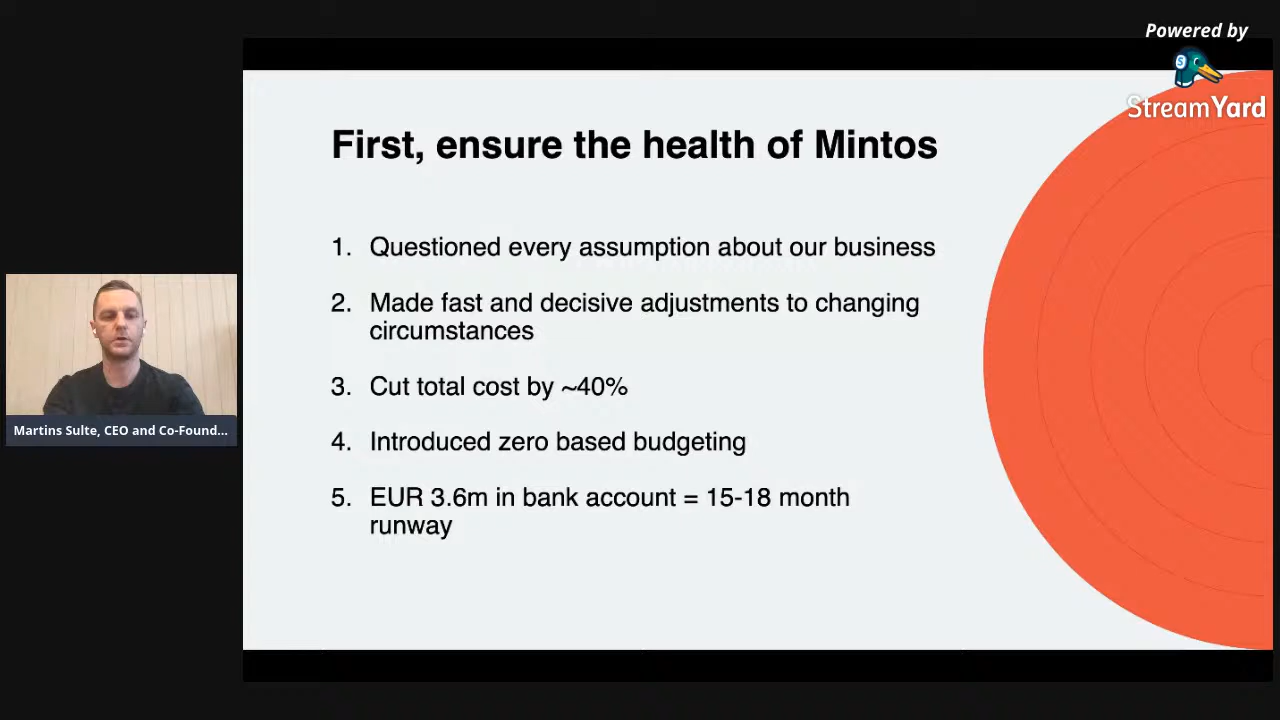 Powered by
StreamYard
First, ensure the health of Mintos
1. Questioned every assumption about our business
2. Made fast and decisive adjustments to changing
circumstances
3. Cut total cost by ~40%
4. Introduced zero based budgeting
5. EUR 3.6m in bank account = 15-18 month
runway
Martins Sulte, CEO and Co-Found...